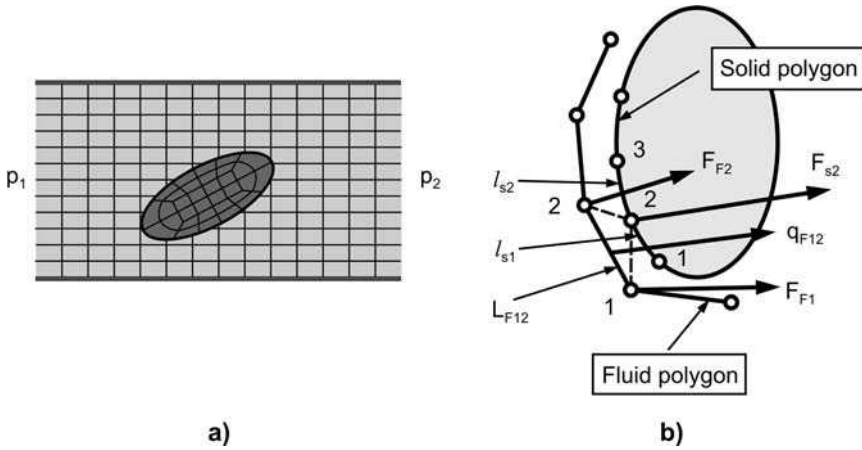 p1
p2
a)
Solid polygon
3
F_F2
F_s2
l_s2
2
2
q_F12
l_s1
1
L_F12
1
F_F1
Fluid polygon
b)